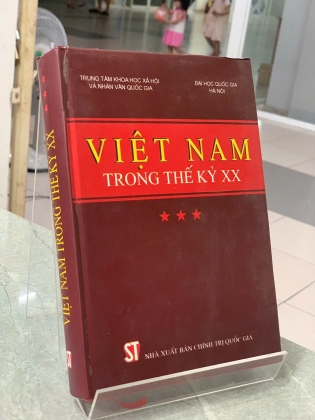 TRUNG TÂM KHOA HỌC XÃ HỘI
VÀ NHÂN VĂN QUỐC GIA
ĐẠI HỌC QUỐC GIA
HÀ NỘI
VIỆT NAM
TRONG THẾ KỶ XX
★★★
ST
NHÀ XUẤT BẢN CHÍNH TRỊ QUỐC GIA
★★★
VIỆT NAM TRONG THẾ KỶ XX
ST